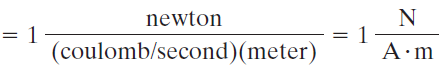 = 1 newton / (coulomb/second)(meter) = 1 N / A · m